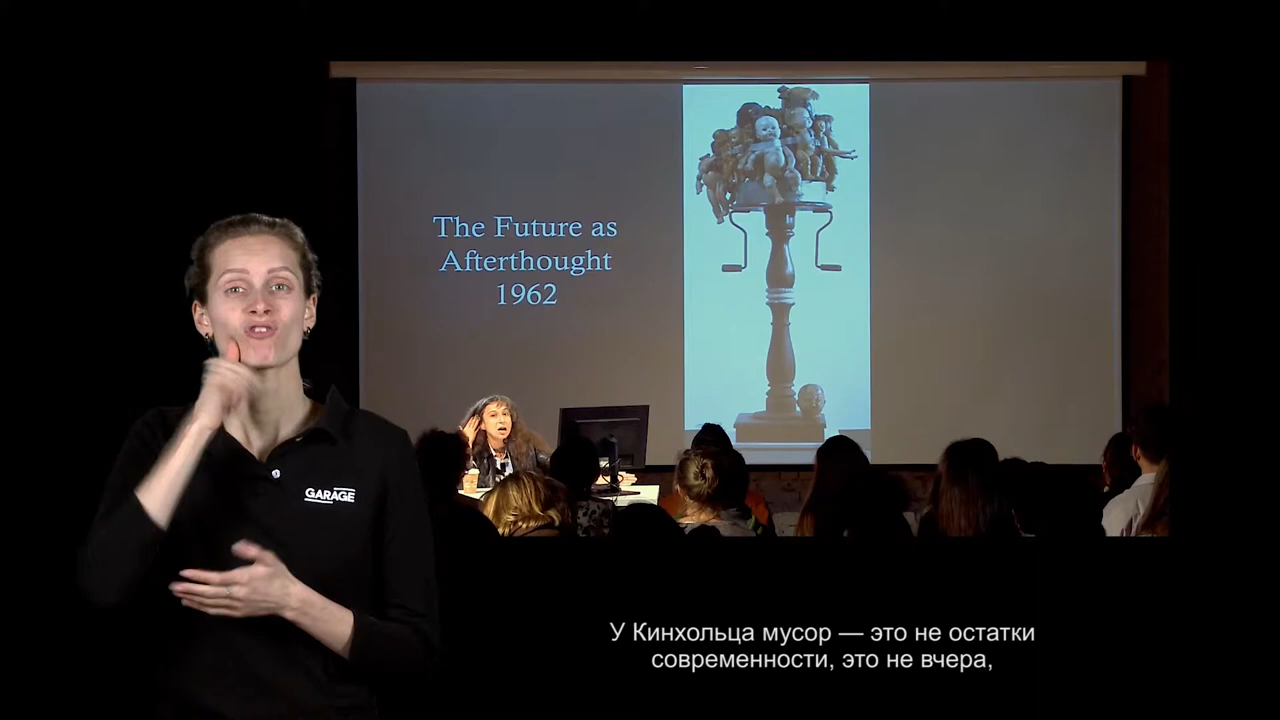 The Future as
Afterthought
1962
GARAGE
У Кинхольца мусор — это не остатки
современности, это не вчера,